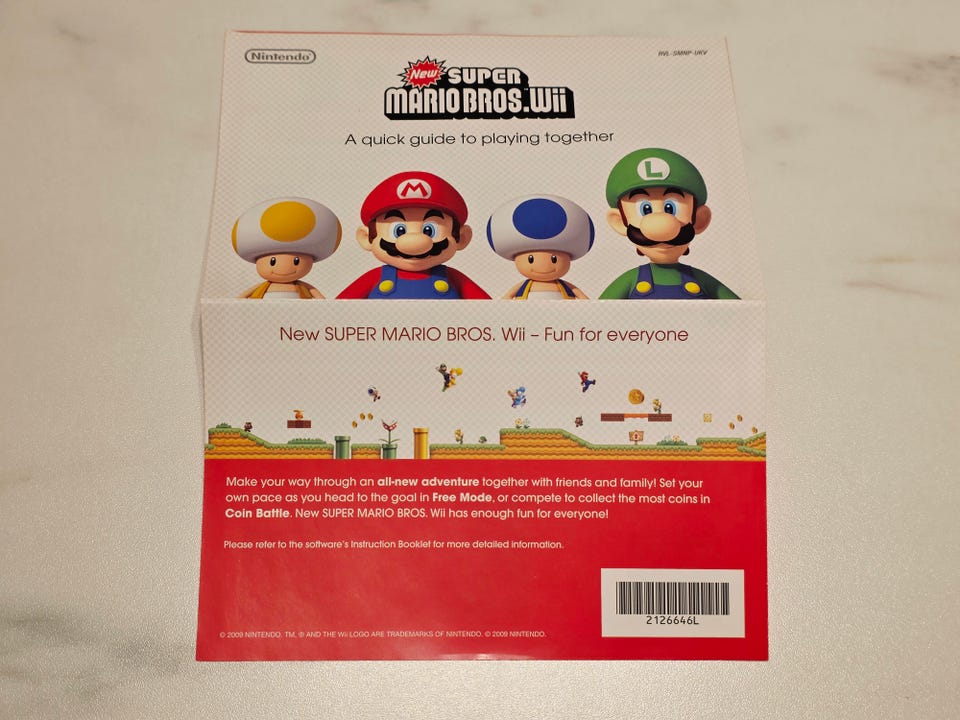 Nintendo®
RVL-SMNP-UKV
New SUPER
MARIO BROS. Wii
A quick guide to playing together
M
L
New SUPER MARIO BROS. Wii – Fun for everyone
Make your way through an all-new adventure together with friends and family! Set your
own pace as you head to the goal in Free Mode, or compete to collect the most coins in
Coin Battle. New SUPER MARIO BROS. Wii has enough fun for everyone!
Please refer to the software's Instruction Booklet for more detailed information.
2126646L
© 2009 NINTENDO. TM, ® AND THE Wii LOGO ARE TRADEMARKS OF NINTENDO. © 2009 NINTENDO.